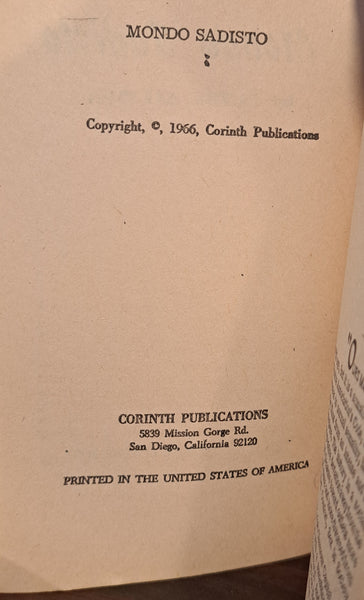 MONDO SADISTO
Copyright, ©, 1966, Corinth Publications
CORINTH PUBLICATIONS
5839 Mission Gorge Rd.
San Diego, California 92120
PRINTED IN THE UNITED STATES OF AMERICA